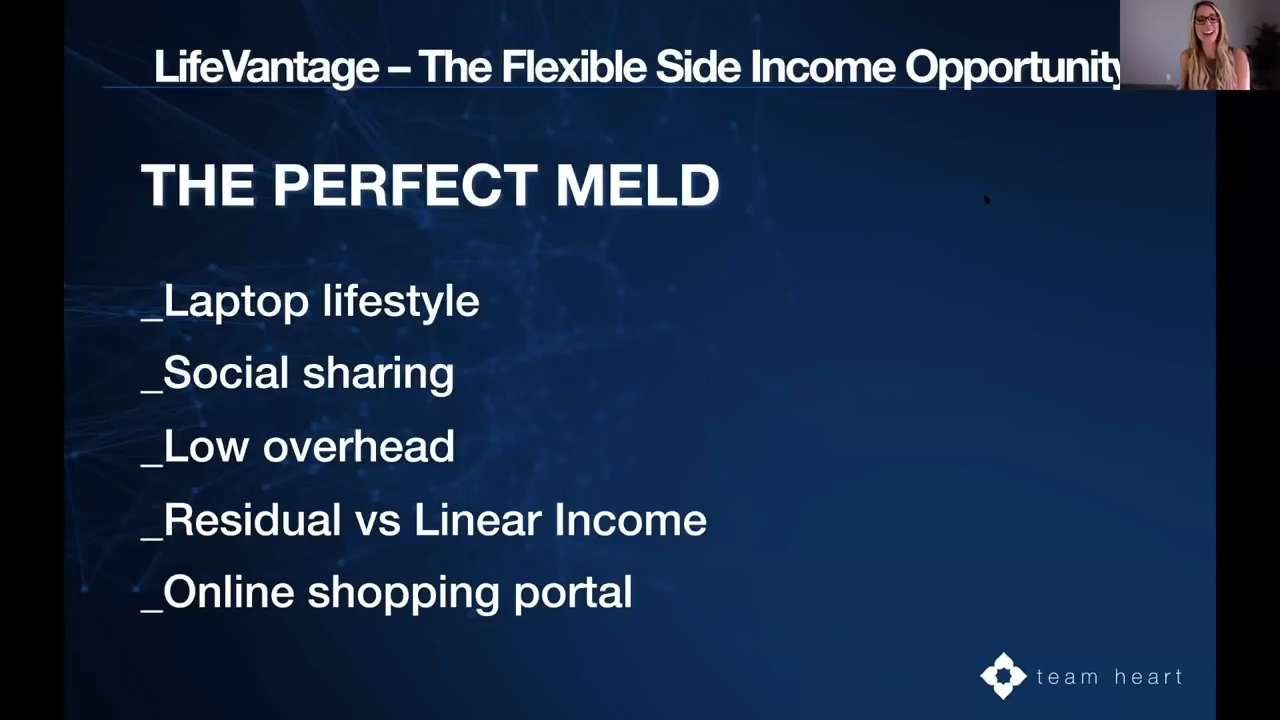 LifeVantage – The Flexible Side Income Opportunity
THE PERFECT MELD
_Laptop lifestyle
_Social sharing
_Low overhead
_Residual vs Linear Income
_Online shopping portal
team heart